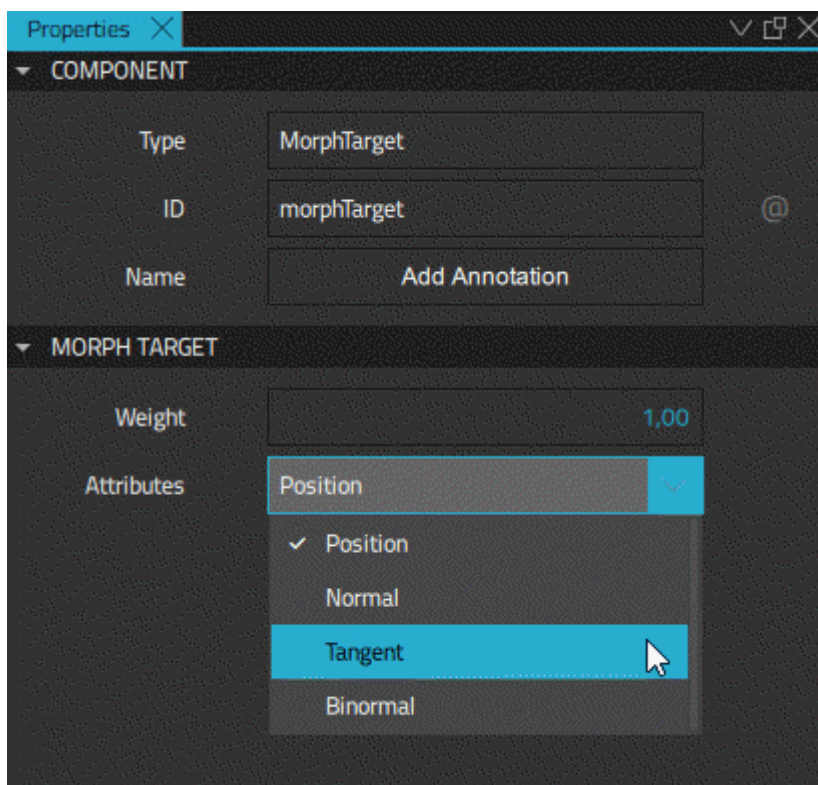 Properties
COMPONENT
Type MorphTarget
ID morphTarget @
Name Add Annotation
MORPH TARGET
Weight 1,00
Attributes Position
Position
Normal
Tangent
Binormal